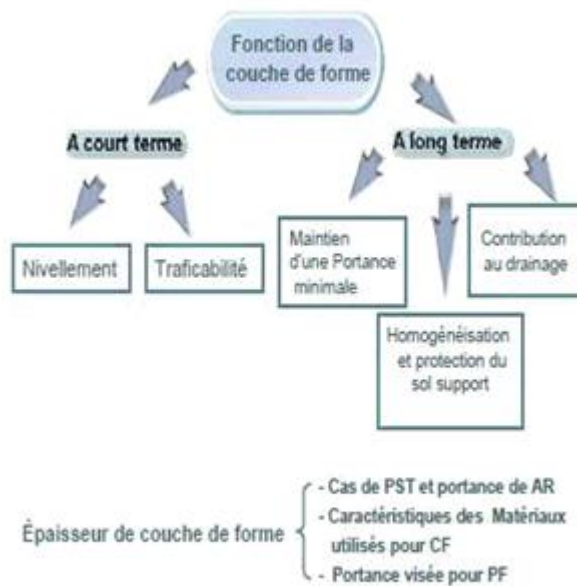 Fonction de la
couche de forme
A court terme
A long terme
Nivellement
Traficabilité
Maintien
d'une Portance
minimale
Contribution
au drainage
Homogénéisation
et protection du
sol support
Épaisseur de couche de forme
- Cas de PST et portance de AR
- Caractéristiques des Matériaux
utilisés pour CF
- Portance visée pour PF